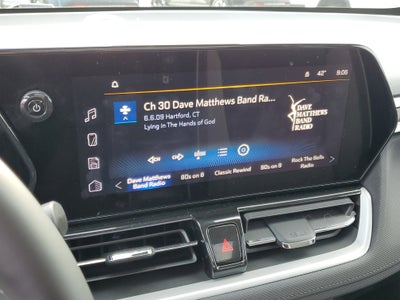 42° 9:05
Ch 30 Dave Matthews Band Ra...
6.6.09 Hartford, CT
Lying In The Hands of God
DAVE
MATTHEWS
BAND
RADIO
Dave Matthews
Band Radio
80s on 8
Classic Rewind
80s on 8
Rock The Bells
Radio